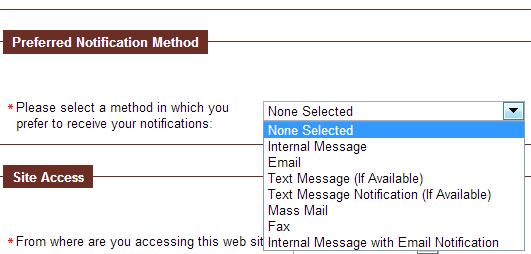 Preferred Notification Method
*Please select a method in which you
prefer to receive your notifications:
None Selected
None Selected
Internal Message
Email
Text Message (If Available)
Text Message Notification (If Available)
Mass Mail
Fax
Internal Message with Email Notification
Site Access
*From where are you accessing this web sit